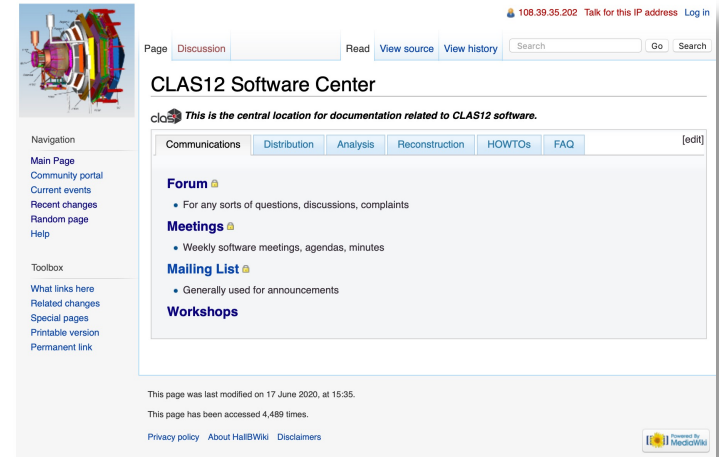 108.39.35.202 Talk for this IP address Log in
Page Discussion Read View source View history Search Go Search
CLAS12 Software Center
clas This is the central location for documentation related to CLAS12 software.
Navigation
Main Page
Community portal
Current events
Recent changes
Random page
Help
Toolbox
What links here
Related changes
Special pages
Printable version
Permanent link
Communications Distribution Analysis Reconstruction HOWTOs FAQ [edit]
Forum
• For any sorts of questions, discussions, complaints
Meetings
• Weekly software meetings, agendas, minutes
Mailing List
• Generally used for announcements
Workshops
This page was last modified on 17 June 2020, at 15:35.
This page has been accessed 4,489 times.
Privacy policy About HallBWiki Disclaimers
Powered By
MediaWiki